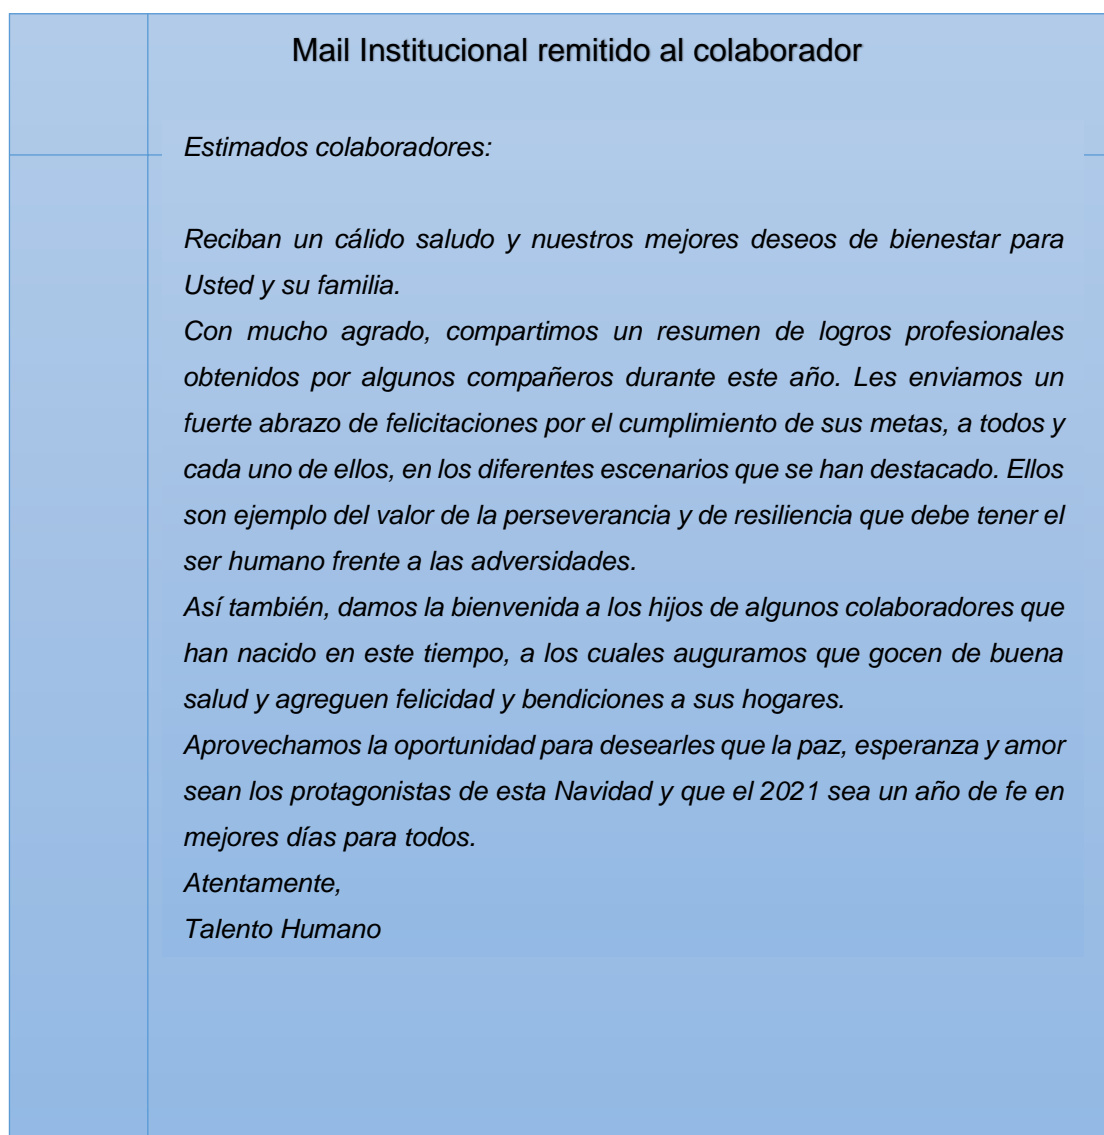 Mail Institucional remitido al colaborador
Estimados colaboradores:
Reciban un cálido saludo y nuestros mejores deseos de bienestar para
Usted y su familia.
Con mucho agrado, compartimos un resumen de logros profesionales
obtenidos por algunos compañeros durante este año. Les enviamos un
fuerte abrazo de felicitaciones por el cumplimiento de sus metas, a todos y
cada uno de ellos, en los diferentes escenarios que se han destacado. Ellos
son ejemplo del valor de la perseverancia y de resiliencia que debe tener el
ser humano frente a las adversidades.
Así también, damos la bienvenida a los hijos de algunos colaboradores que
han nacido en este tiempo, a los cuales auguramos que gocen de buena
salud y agreguen felicidad y bendiciones a sus hogares.
Aprovechamos la oportunidad para desearles que la paz, esperanza y amor
sean los protagonistas de esta Navidad y que el 2021 sea un año de fe en
mejores días para todos.
Atentamente,
Talento Humano